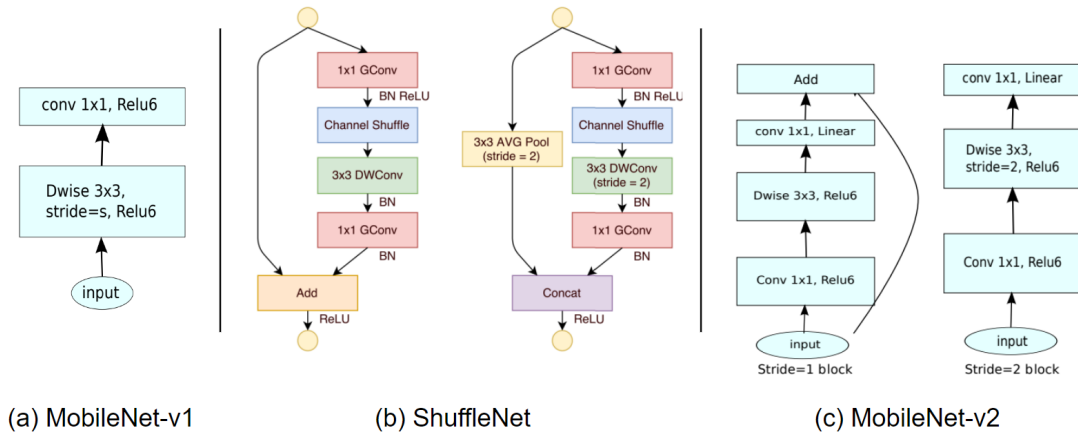 conv 1x1, Relu6
Dwise 3x3,
stride=s, Relu6
input
(a) MobileNet-v1
1x1 GConv
BN ReLU
Channel Shuffle
3x3 DWConv
BN
1x1 GConv
BN
Add
ReLU
1x1 GConv
BN ReLU
Channel Shuffle
3x3 AVG Pool
(stride = 2)
3x3 DWConv
(stride = 2)
BN
1x1 GConv
BN
Concat
ReLU
(b) ShuffleNet
Add
conv 1x1, Linear
Dwise 3x3, Relu6
Conv 1x1, Relu6
input
Stride=1 block
conv 1x1, Linear
Dwise 3x3,
stride=2, Relu6
Conv 1x1, Relu6
input
Stride=2 block
(c) MobileNet-v2